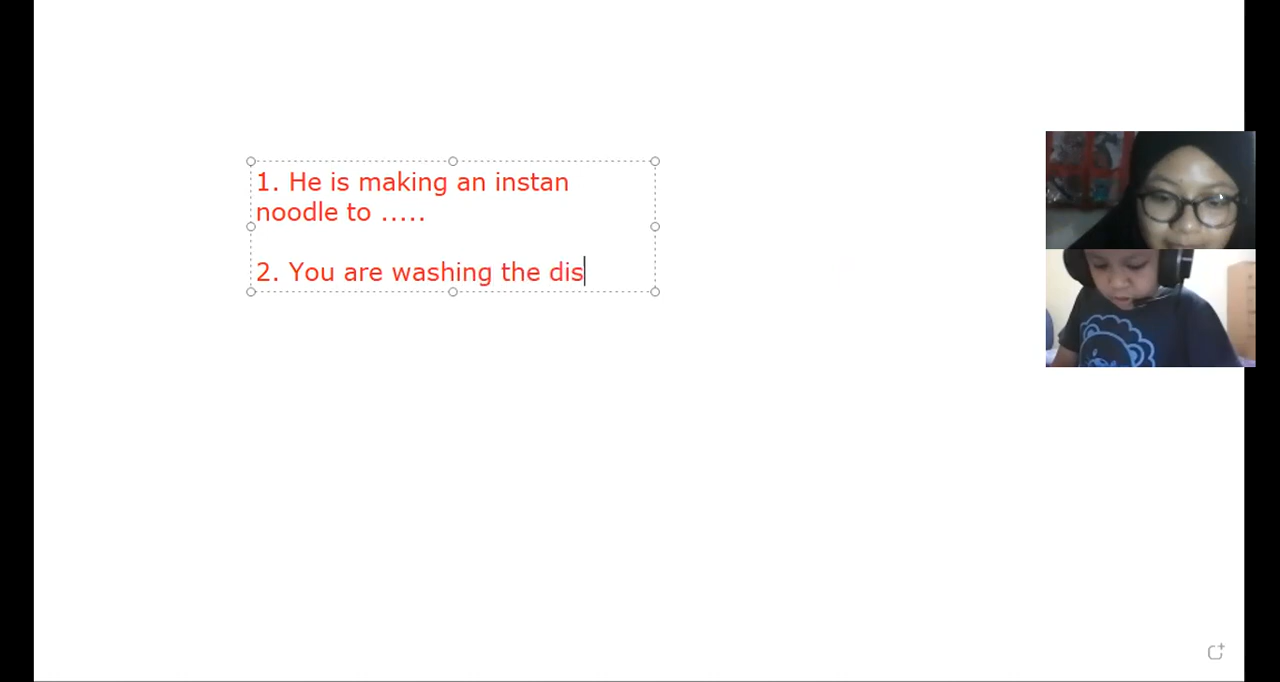 1. He is making an instan
noodle to .....
2. You are washing the dis